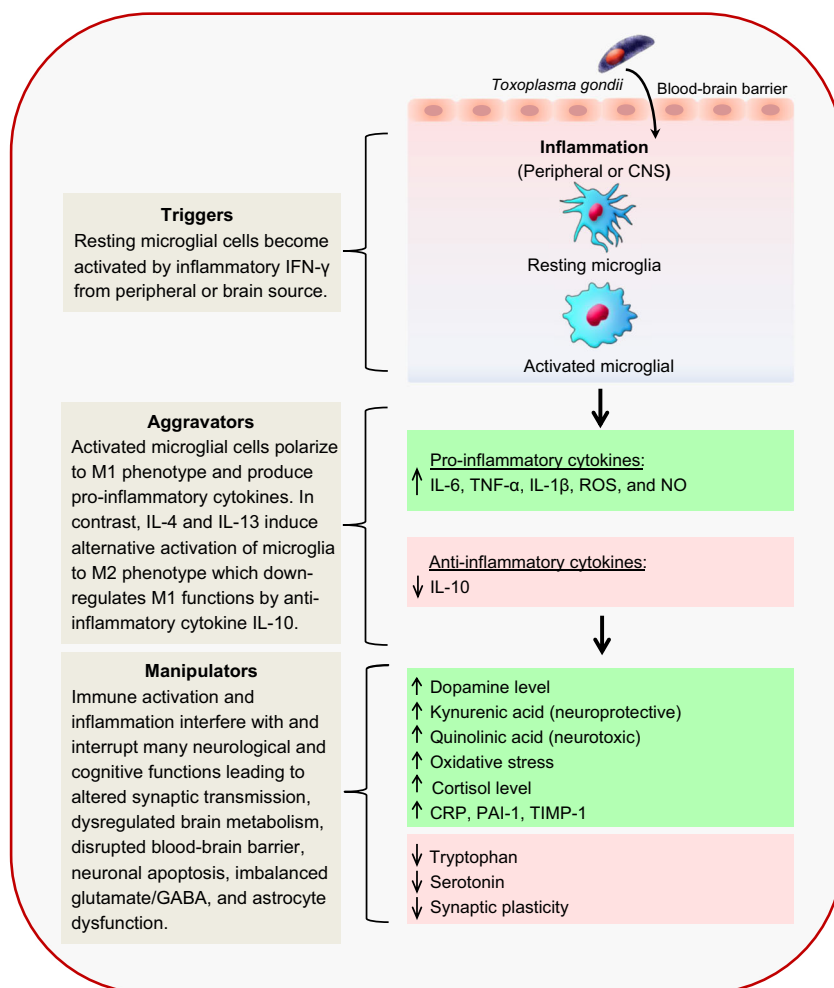 Toxoplasma gondii
Blood-brain barrier
Inflammation
(Peripheral or CNS)
Resting microglia
Activated microglial
Triggers
Resting microglial cells become
activated by inflammatory IFN-γ
from peripheral or brain source.
Aggravators
Activated microglial cells polarize
to M1 phenotype and produce
pro-inflammatory cytokines. In
contrast, IL-4 and IL-13 induce
alternative activation of microglia
to M2 phenotype which down-
regulates M1 functions by anti-
inflammatory cytokine IL-10.
Pro-inflammatory cytokines:
IL-6, TNF-α, IL-1β, ROS, and NO
Anti-inflammatory cytokines:
IL-10
Manipulators
Immune activation and
inflammation interfere with and
interrupt many neurological and
cognitive functions leading to
altered synaptic transmission,
dysregulated brain metabolism,
disrupted blood-brain barrier,
neuronal apoptosis, imbalanced
glutamate/GABA, and astrocyte
dysfunction.
↑ Dopamine level
↑ Kynurenic acid (neuroprotective)
↑ Quinolinic acid (neurotoxic)
↑ Oxidative stress
↑ Cortisol level
↑ CRP, PAI-1, TIMP-1
↓ Tryptophan
↓ Serotonin
↓ Synaptic plasticity